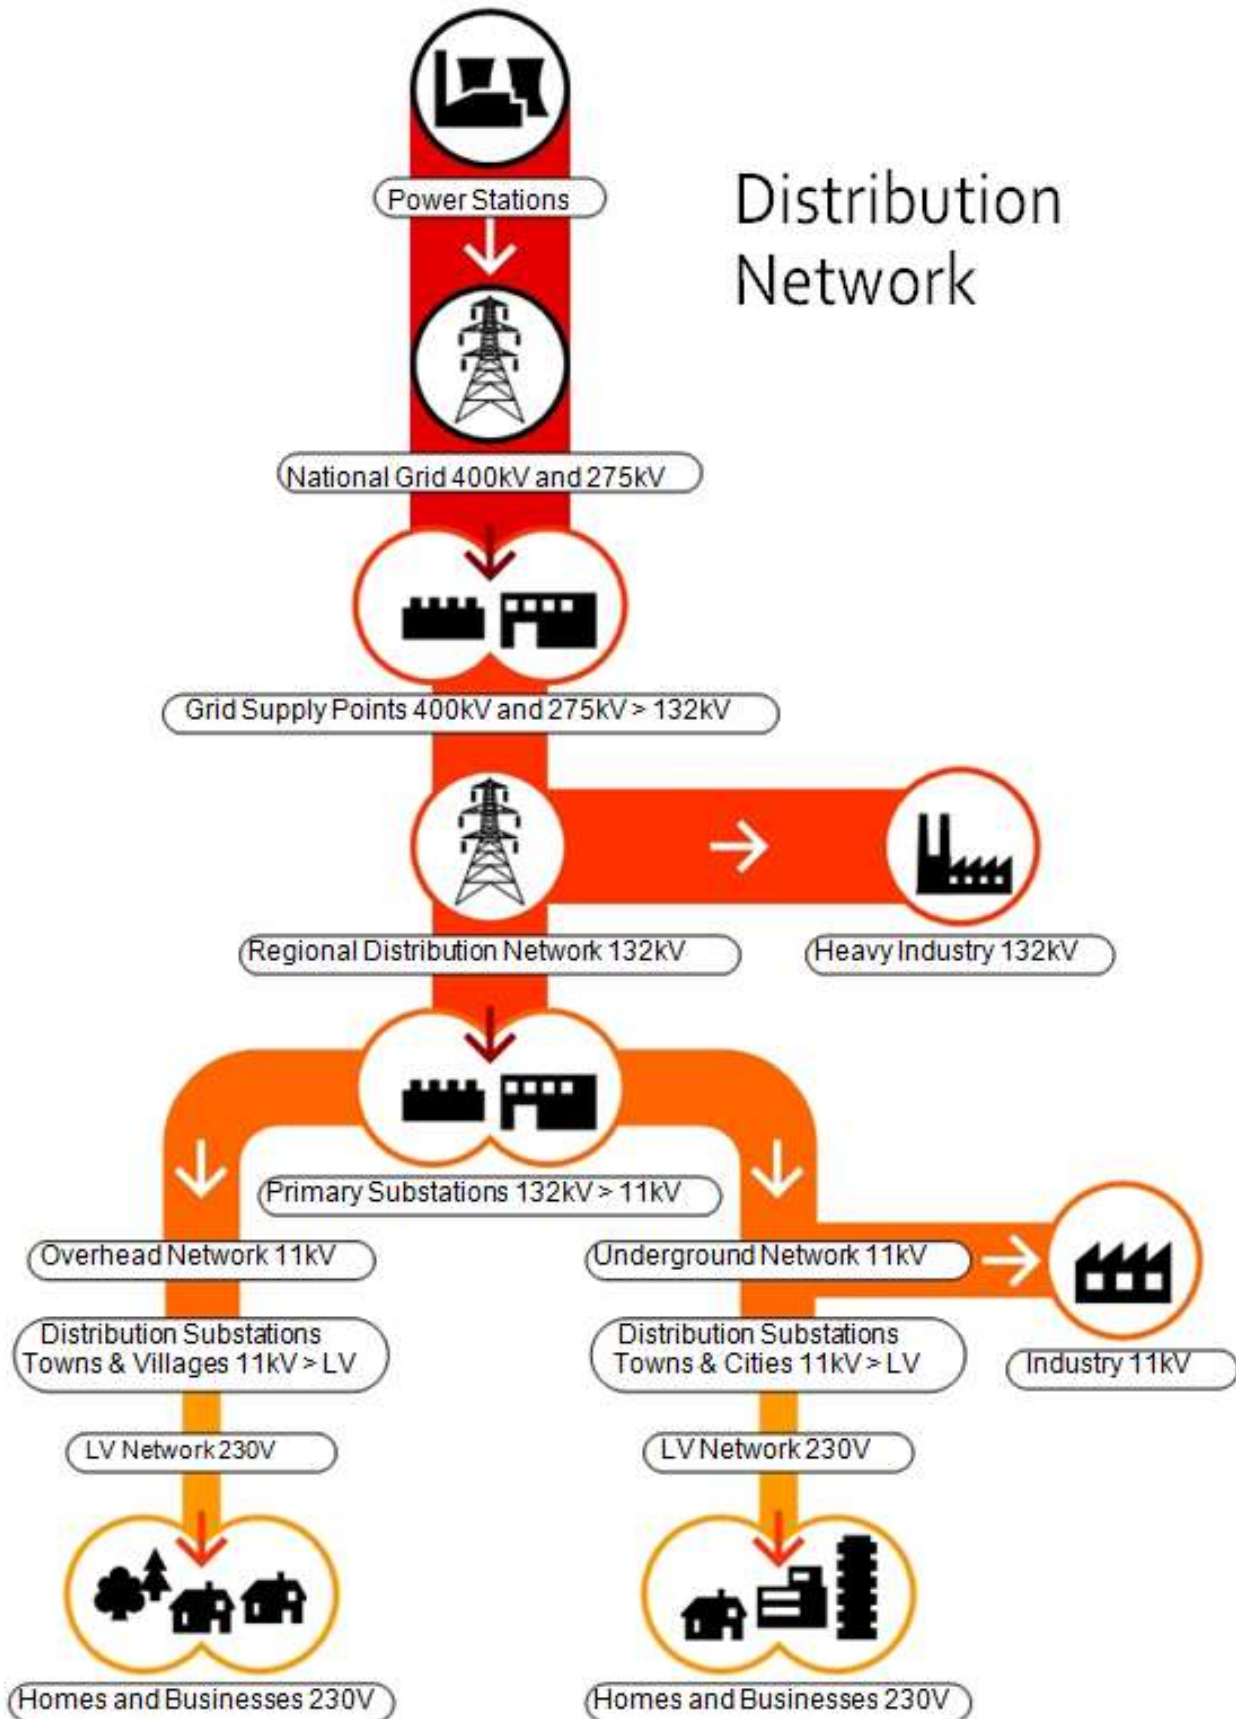 Power Stations
Distribution
Network
National Grid 400kV and 275kV
Grid Supply Points 400kV and 275kV > 132kV
Regional Distribution Network 132kV
Heavy Industry 132kV
Primary Substations 132kV > 11kV
Overhead Network 11kV
Underground Network 11kV
Distribution Substations
Towns & Villages 11kV > LV
Distribution Substations
Towns & Cities 11kV > LV
Industry 11kV
LV Network 230V
LV Network 230V
Homes and Businesses 230V
Homes and Businesses 230V